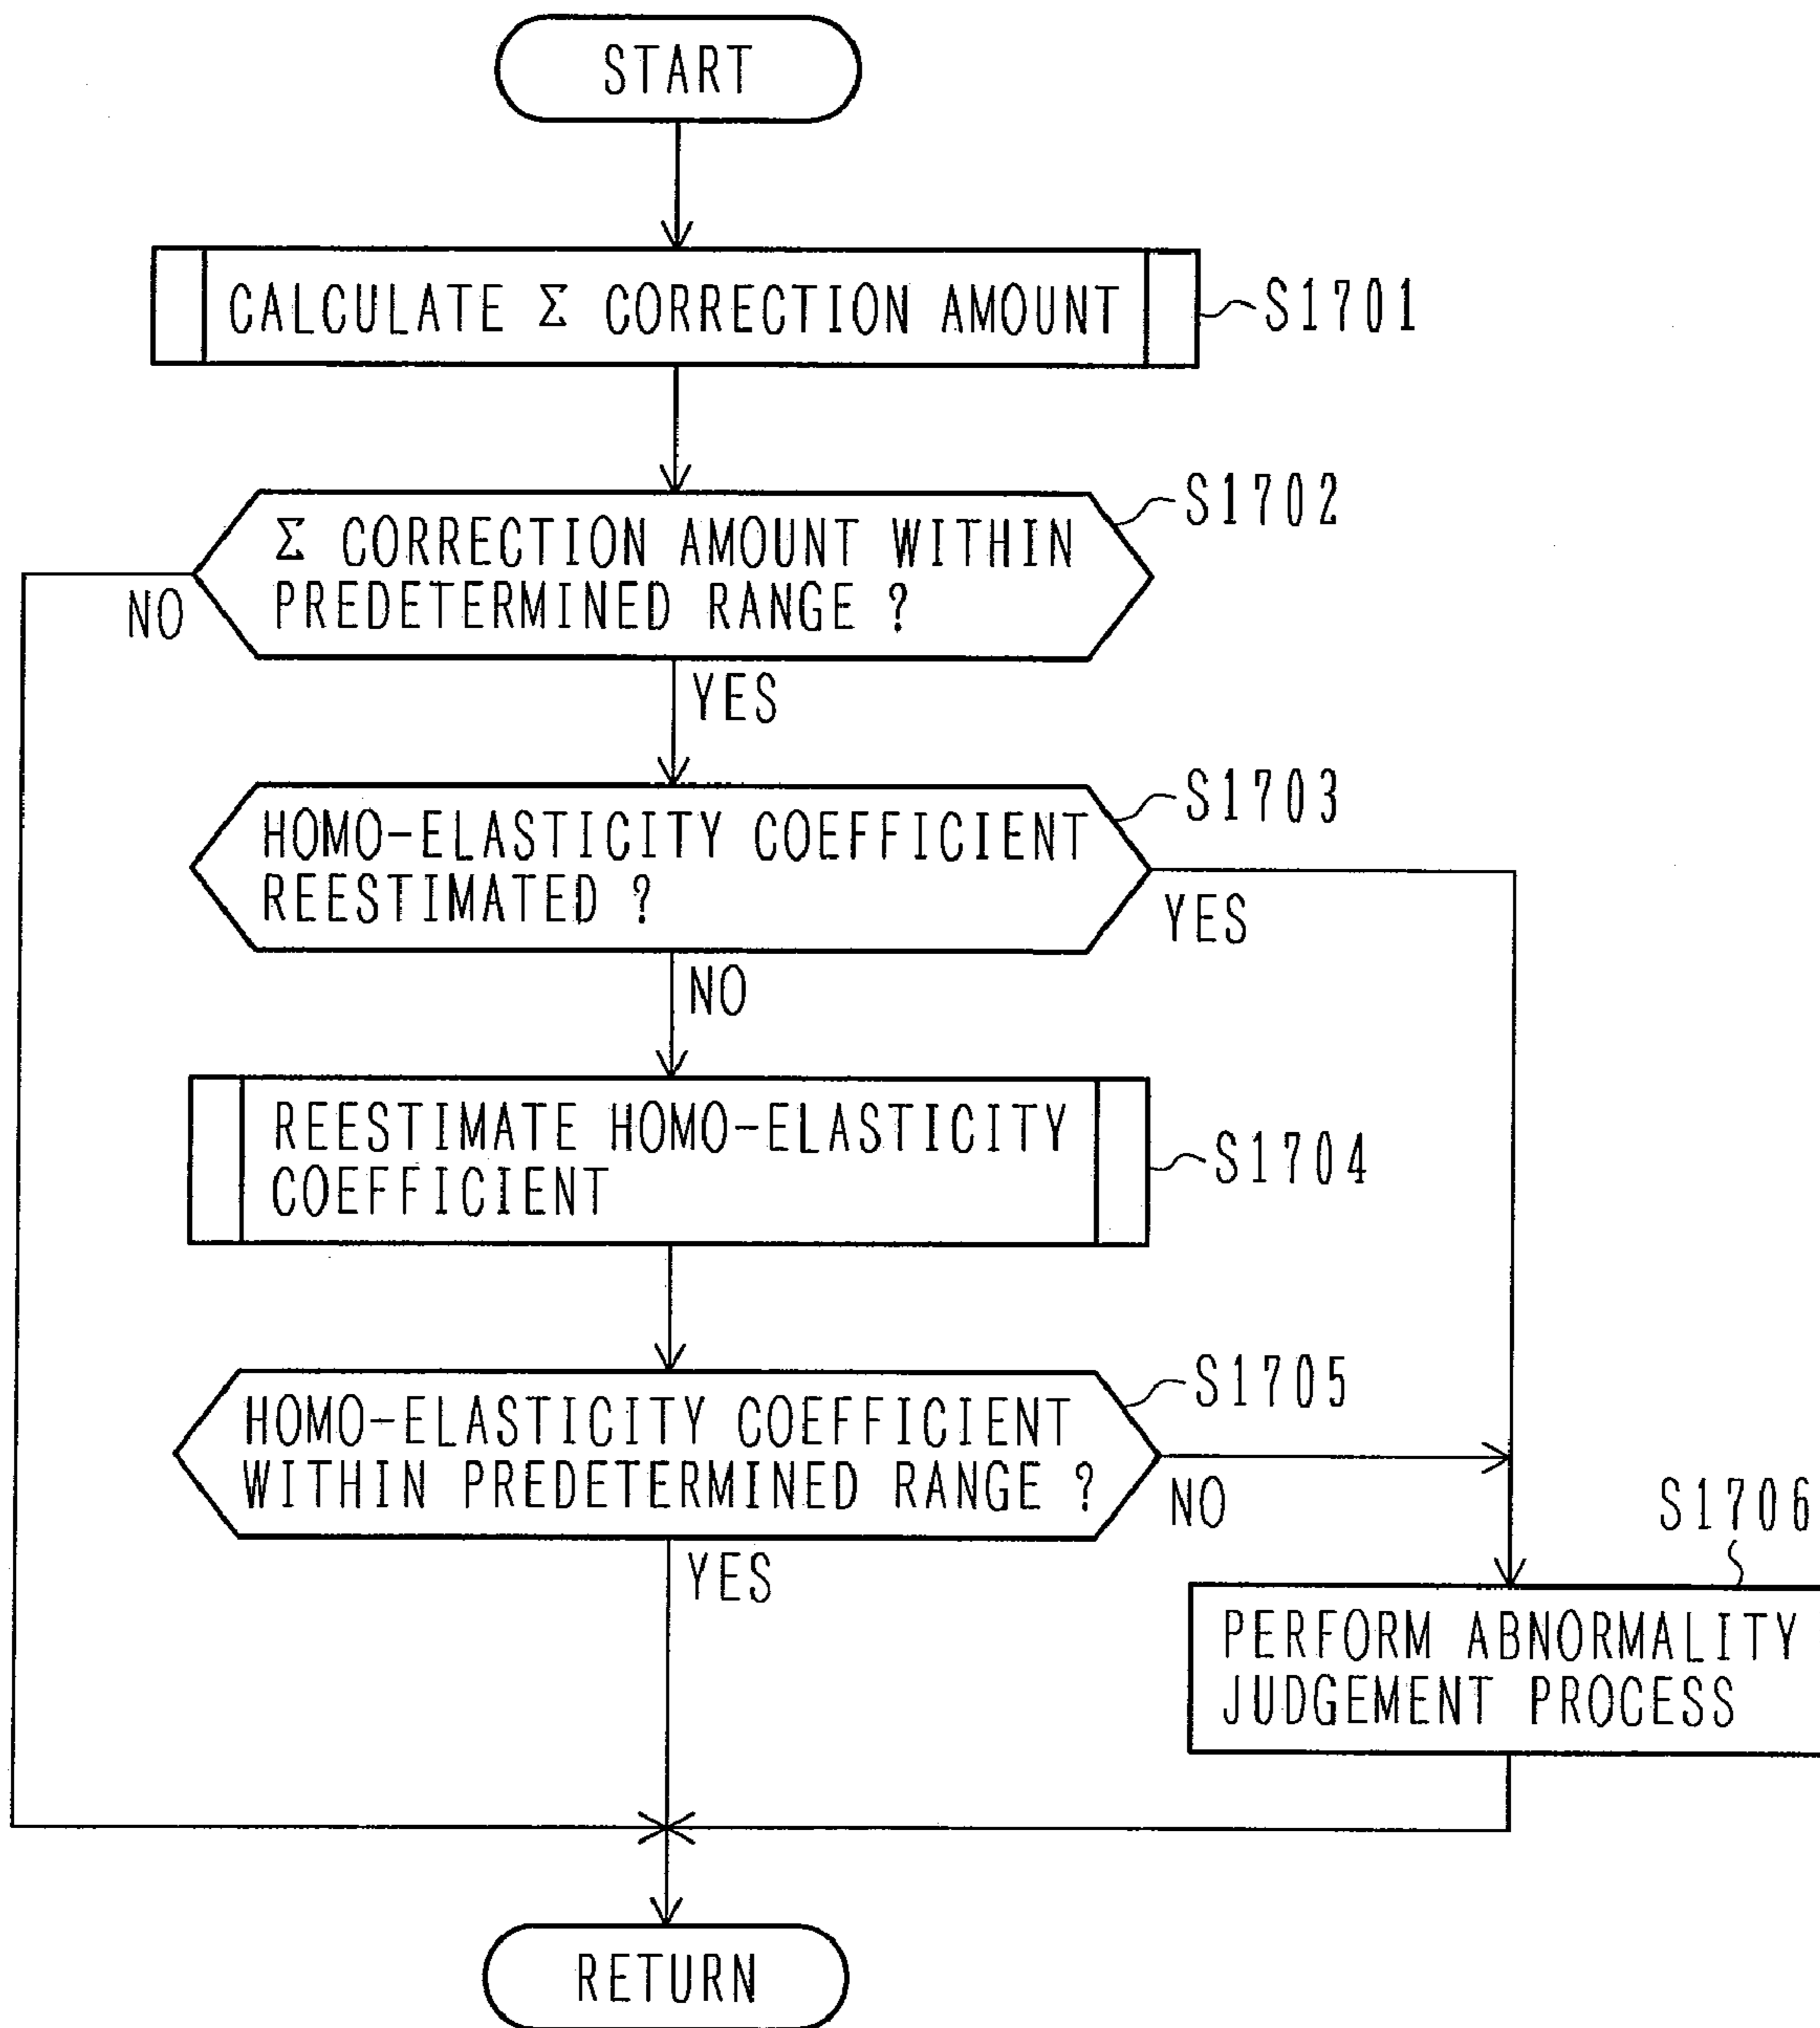 START
CALCULATE Σ CORRECTION AMOUNT
S1701
S1702
Σ CORRECTION AMOUNT WITHIN
PREDETERMINED RANGE ?
NO
YES
S1703
HOMO-ELASTICITY COEFFICIENT
REESTIMATED ?
YES
NO
REESTIMATE HOMO-ELASTICITY
COEFFICIENT
S1704
S1705
HOMO-ELASTICITY COEFFICIENT
WITHIN PREDETERMINED RANGE ?
NO
YES
S1706
PERFORM ABNORMALITY
JUDGEMENT PROCESS
RETURN